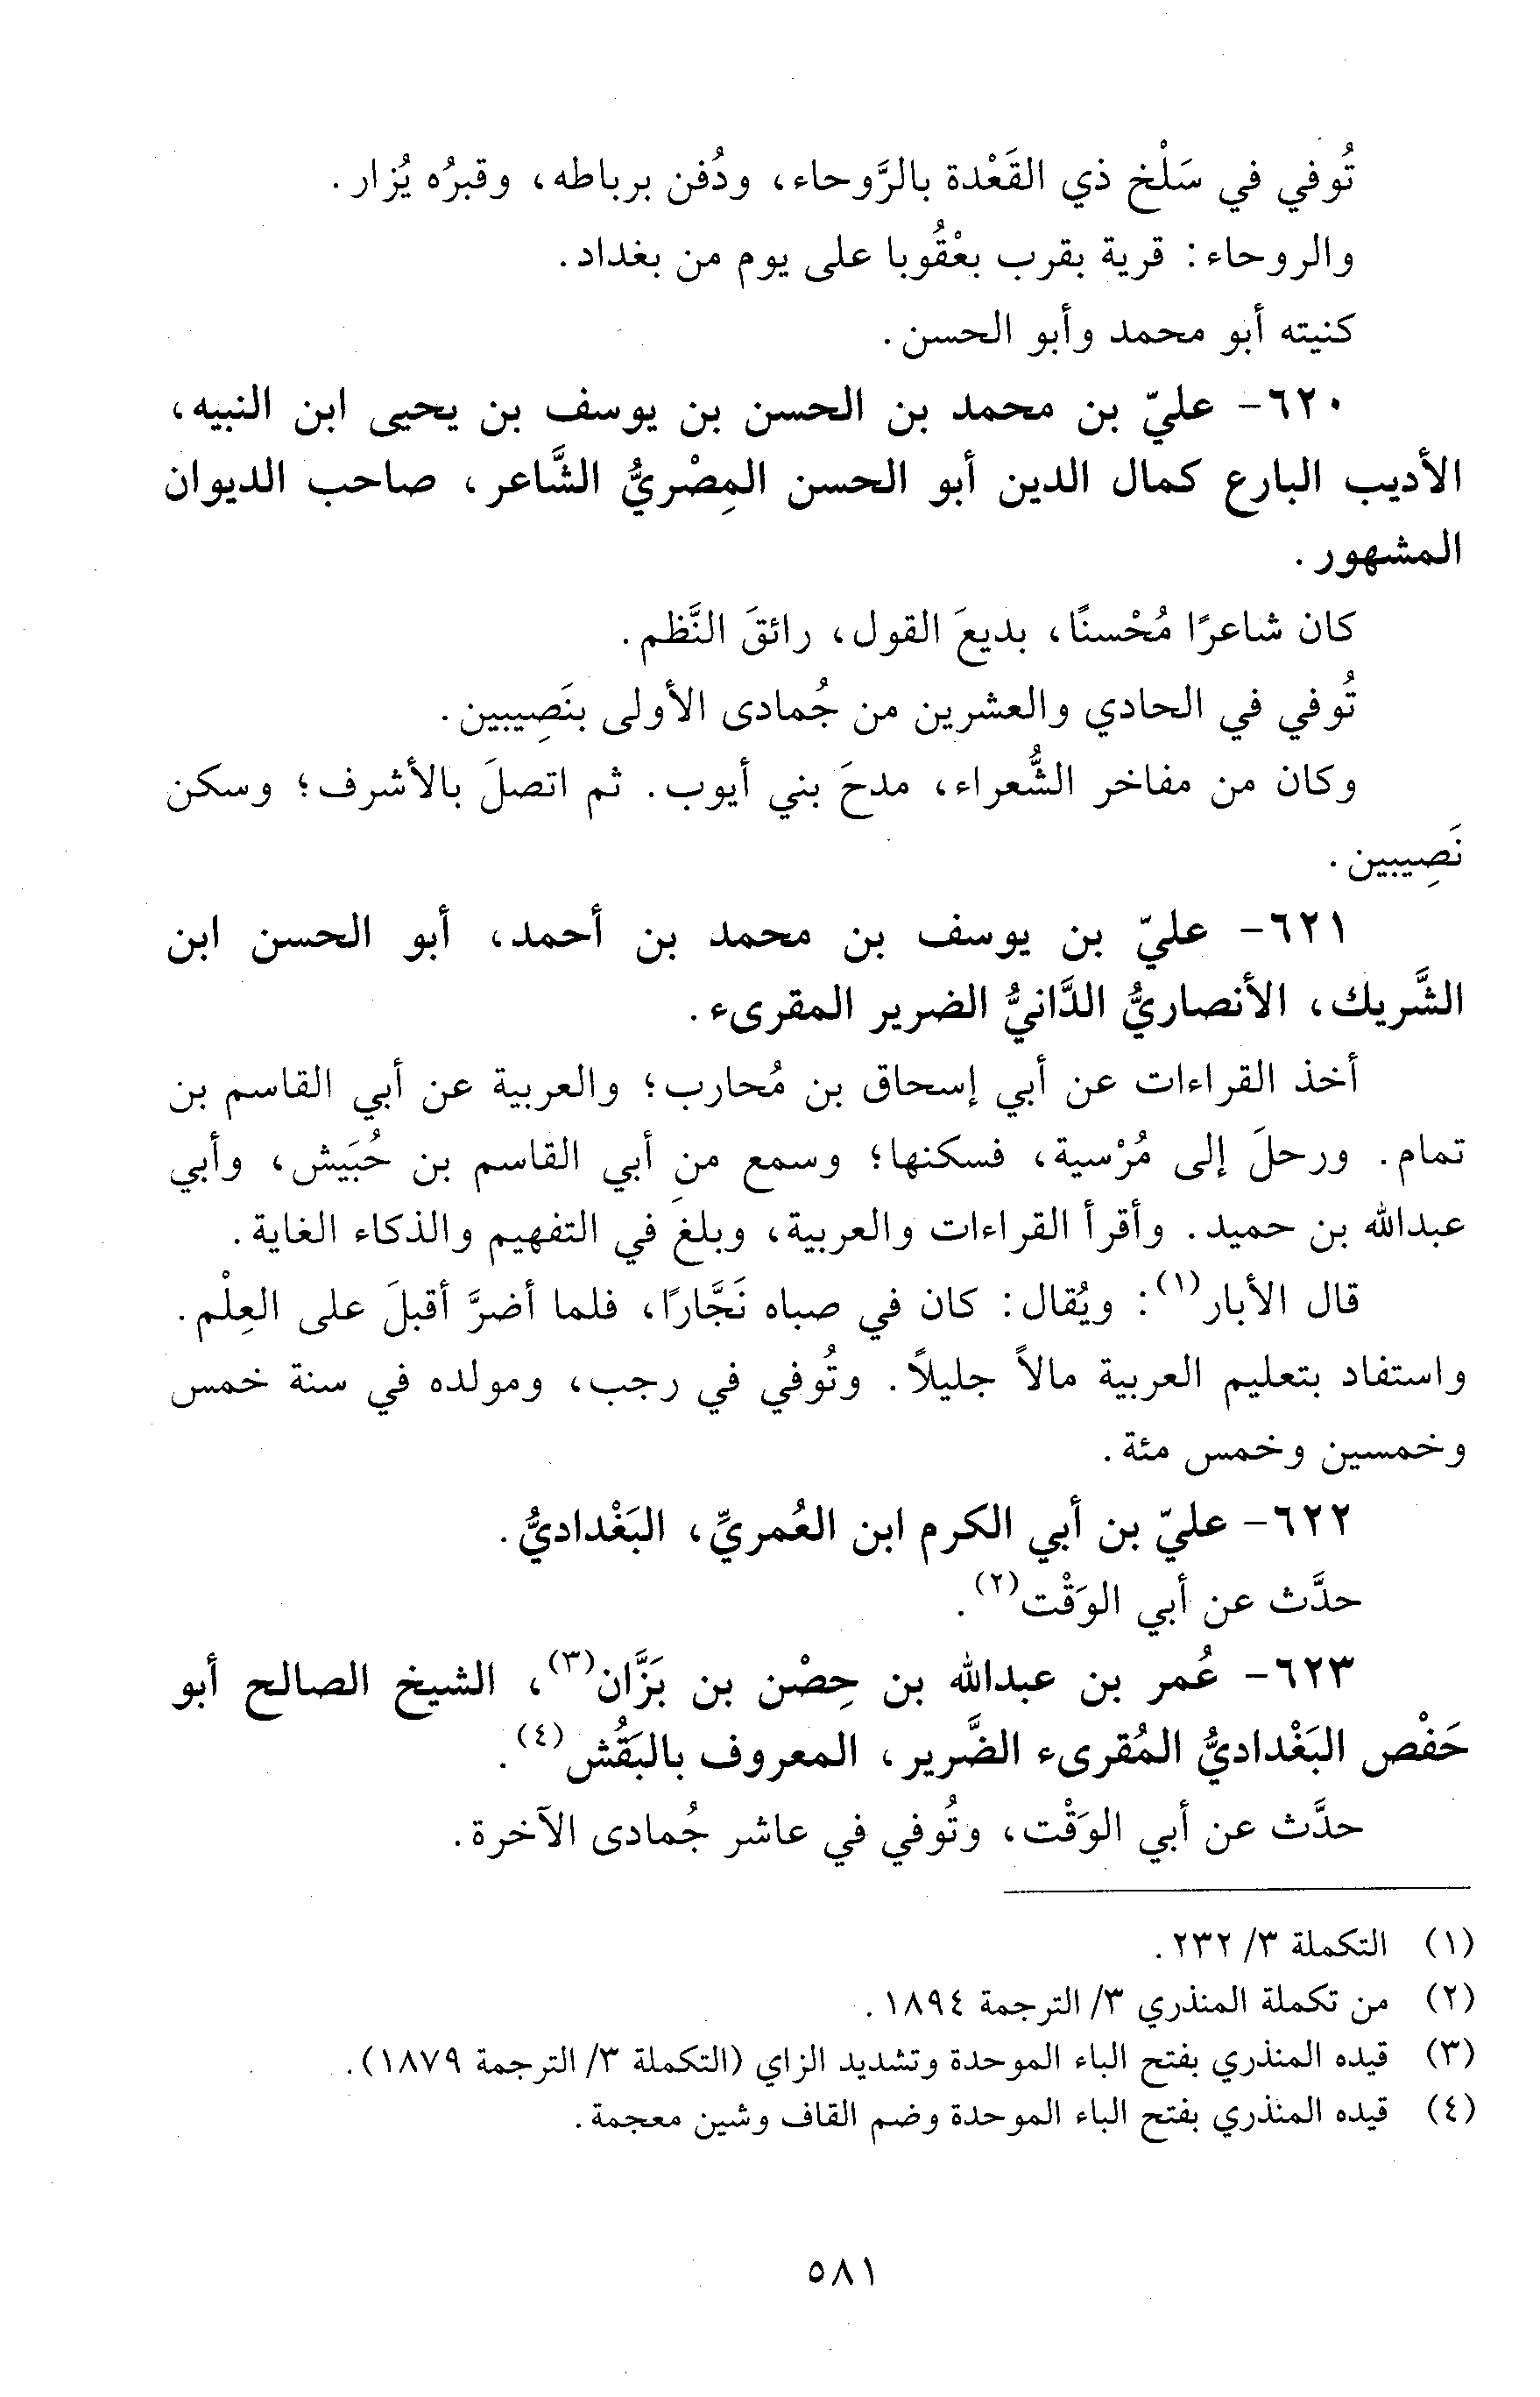 تُوفي في سَلْخ ذي القَعْدة بالرَّوحاء، ودُفن برباطه، وقبرُه يُزار.
والروحاء: قرية بقرب بعْقُوبا على يوم من بغداد.
كنيته أبو محمد وأبو الحسن.
٦٢٠- عليّ بن محمد بن الحسن بن يوسف بن يحيى ابن النبيه،
الأديب البارع كمال الدين أبو الحسن المِصْريُّ الشَّاعر، صاحب الديوان
المشهور.
كان شاعرًا مُحْسنًا، بديعَ القول، رائقَ النَّظم.
تُوفي في الحادي والعشرين من جُمادى الأولى بنَصِيبين.
وكان من مفاخر الشُّعراء، مدحَ بني أيوب. ثم اتصلَ بالأشرف؛ وسكن
نَصِيبين.
٦٢١- عليّ بن يوسف بن محمد بن أحمد، أبو الحسن ابن
الشَّريك، الأنصاريُّ الدَّانيُّ الضرير المقرىء.
أخذ القراءات عن أبي إسحاق بن مُحارب؛ والعربية عن أبي القاسم بن
تمام. ورحلَ إلى مُرْسية، فسكنها؛ وسمع من أبي القاسم بن حُبَيش، وأبي
عبدالله بن حميد. وأقرأ القراءات والعربية، وبلغَ في التفهيم والذكاء الغاية.
قال الأبار(١): ويُقال: كان في صباه نَجَّارًا، فلما أضرَّ أقبلَ على العِلْم.
واستفاد بتعليم العربية مالاً جليلاً. وتُوفي في رجب، ومولده في سنة خمس
وخمسين وخمس مئة.
٦٢٢- عليّ بن أبي الكرم ابن العُمريِّ، البَغْداديُّ.
حدَّث عن أبي الوَقْت(٢).
٦٢٣- عُمر بن عبدالله بن حِصْن بن بَزَّان(٣)، الشيخ الصالح أبو
حَفْص البَغْداديُّ المُقرىء الضَّرير، المعروف بالبَقُش(٤).
حدَّث عن أبي الوَقْت، وتُوفي في عاشر جُمادى الآخرة.
(١) التكملة ٣/ ٢٣٢.
(٢) من تكملة المنذري ٣/ الترجمة ١٨٩٤.
(٣) قيده المنذري بفتح الباء الموحدة وتشديد الزاي (التكملة ٣/ الترجمة ١٨٧٩).
(٤) قيده المنذري بفتح الباء الموحدة وضم القاف وشين معجمة.
٥٨١